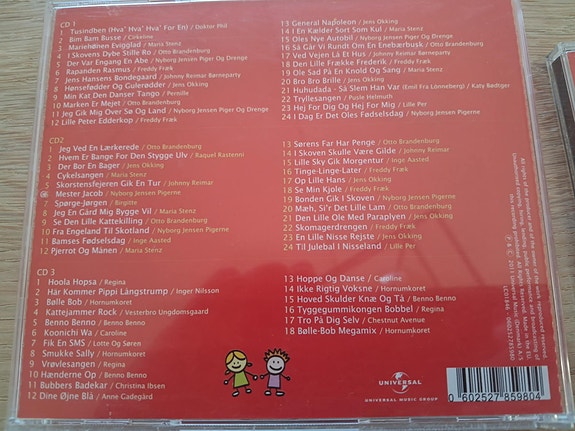 CD 1
1 Tusindben (Hva' Hva' Hva' For En) / Doktor Phil
2 Bim Bam Busse / Cirkeline
3 Mariehønen Evigglad / Maria Stenz
4 I Skovens Dybe Stille Ro / Otto Brandenburg
5 Der Var Engang En Abe / Nyborg Jensen Piger Og Drenge
6 Rapanden Rasmus / Freddy Fræk
7 Jens Hansens Bondegaard / Johnny Reimar Børneparty
8 Hønsefødder Og Gulerødder / Jens Okking
9 Min Kat Den Danser Tango / Pernille
10 Marken Er Mejet / Otto Brandenburg
11 Jeg Gik Mig Over Sø Og Land / Nyborg Jensen Piger Og Drenge
12 Lille Peter Edderkop / Freddy Fræk
13 General Napoleon / Jens Okking
14 I En Kælder Sort Som Kul / Maria Stenz
15 Oles Nye Autobil / Nyborg Jensen Piger Og Drenge
16 Så Går Vi Rundt Om En Enebærbusk / Otto Brandenburg
17 Ved Vejen Lå Et Hus / Freddy Fræk
18 Den Lille Frække Frederik / Freddy Fræk
19 Ole Sad På En Knold Og Sang / Maria Stenz
20 Bro Bro Brille / Jens Okking
21 Huhudada - Så Slem Han Var (Emil Fra Lønneberg) / Katy Bødtger
22 Tryllesangen / Pusle Helmuth
23 Hej For Dig Og Hej For Mig / Lille Per
24 I Dag Er Det Oles Fødselsdag / Nyborg Jensen Pigerne
CD2
1 Jeg Ved En Lærkerede / Otto Brandenburg
2 Hvem Er Bange For Den Stygge Ulv / Raquel Rastenni
3 Der Bor En Bager / Jens Okking
4 Cykelsangen / Maria Stenz
5 Skorstensfejeren Gik En Tur / Johnny Reimar
6 Mester Jacob / Nyborg Jensen Pigerne
7 Spørge-Jørgen / Birgitte
8 Jeg En Gård Mig Bygge Vil / Maria Stenz
9 Se Den Lille Kattekilling / Otto Brandenburg
10 Fra Engeland Til Skotland / Nyborg Jensen Pigerne
11 Bamses Fødselsdag / Inge Aasted
12 Pjerrot Og Månen / Maria Stenz
13 Sørens Far Har Penge / Otto Brandenburg
14 I Skoven Skulle Være Gilde / Johnny Reimar
15 Lille Sky Gik Morgentur / Inge Aasted
16 Tinge-Linge-Later / Freddy Fræk
17 Op Lille Hans / Jens Okking
18 Se Min Kjole / Freddy Fræk
19 Bonden Gik I Skoven / Nyborg Jensen Pigerne
20 Mæh, Si'r Det Lille Lam / Otto Brandenburg
21 Den Lille Ole Med Paraplyen / Jens Okking
22 Skomagerdrengen / Freddy Fræk
23 En Lille Nisse Rejste / Jens Okking
24 Til Julebal I Nisseland / Lille Per
CD 3
1 Hoola Hopsa / Regina
2 Här Kommer Pippi Långstrump / Inger Nilsson
3 Bølle Bob / Hornumkoret
4 Kattejammer Rock / Vesterbro Ungdomsgaard
5 Benno Benno / Benno Benno
6 Koonichi Wa / Caroline
7 Fik En SMS / Lotte Og Søren
8 Smukke Sally / Hornumkoret
9 Vrøvlesangen / Regina
10 Hænderne Op / Benno Benno
11 Bubbers Badekar / Christina Ibsen
12 Dine Øjne Blå / Anne Gadegård
13 Hoppe Og Danse / Caroline
14 Ikke Rigtig Voksne / Hornumkoret
15 Hoved Skulder Knæ Og Tå / Benno Benno
16 Tyggegummikongen Bobbel / Regina
17 Tro På Dig Selv / Chestnut Avenue
18 Bølle-Bob Megamix / Hornumkoret
UNIVERSAL
UNIVERSAL MUSIC GROUP
0 602527 859804